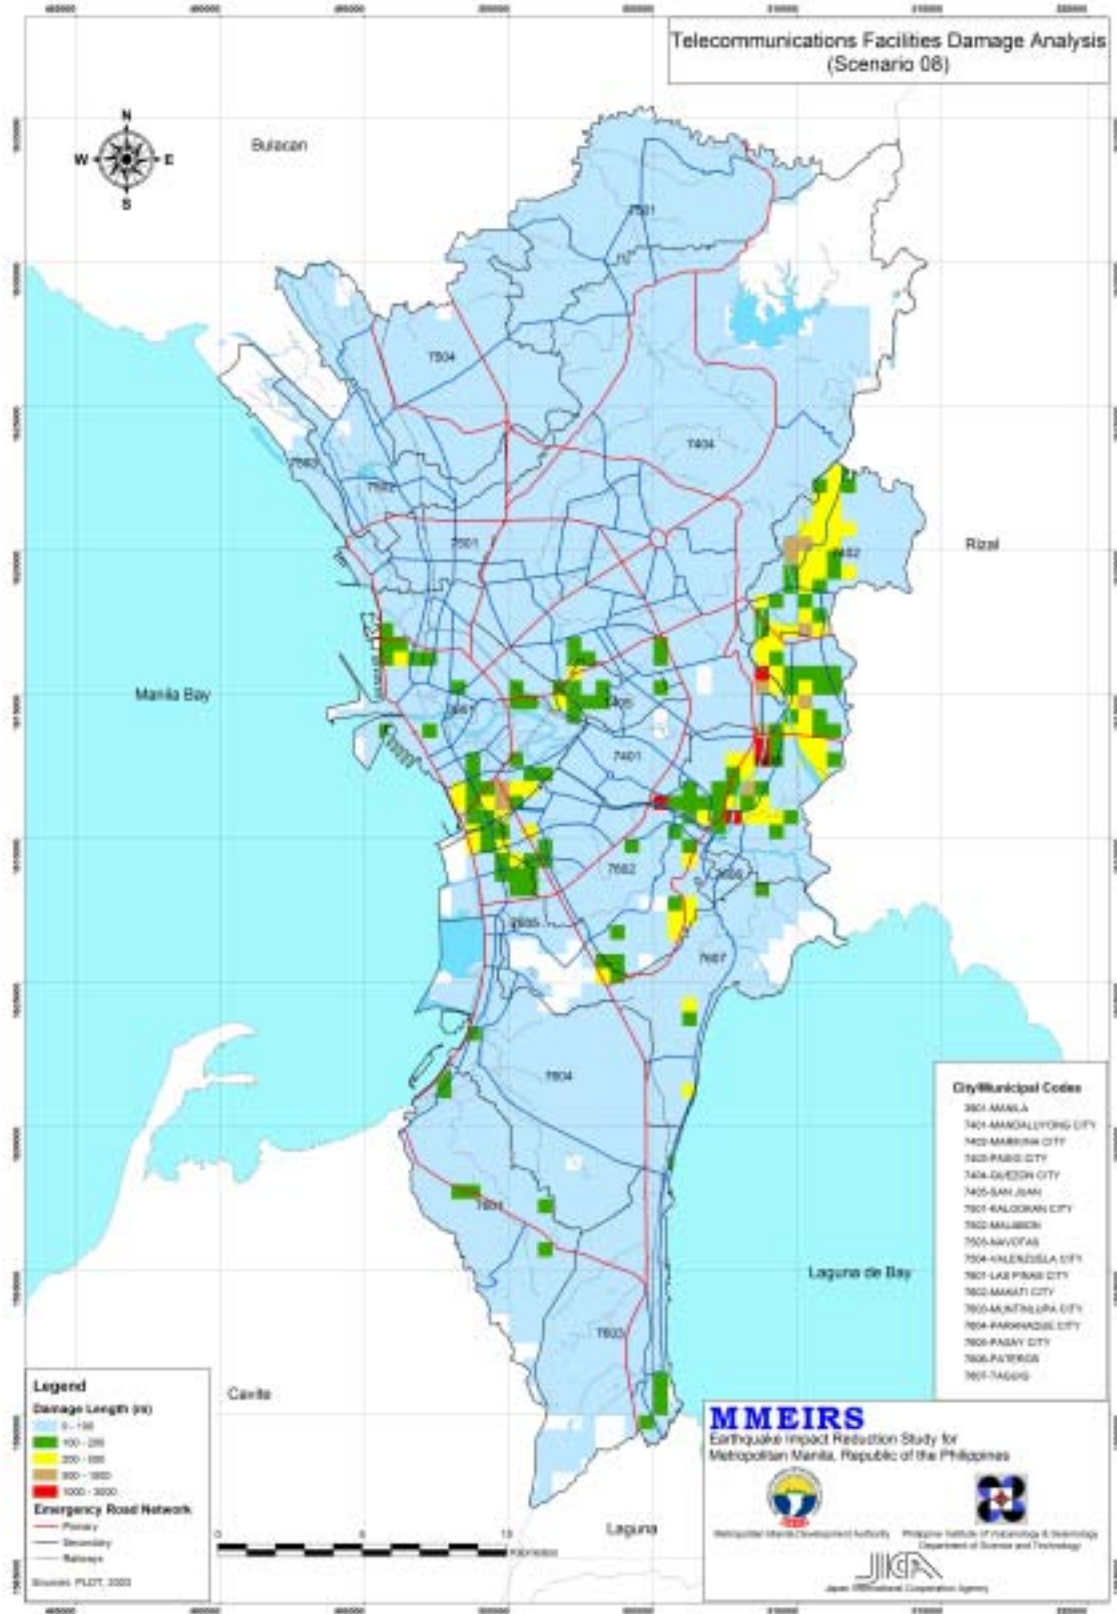 Telecommunications Facilities Damage Analysis
(Scenario 08)
N
W
E
S
Bulacan
Rizal
Manila Bay
Laguna de Bay
Cavite
Laguna
7501
7504
7404
7503
7502
7501
7402
7405
7401
7602
7606
7605
7607
7604
7601
7603
City/Municipal Codes
3901-MANILA
7401-MANDALUYONG CITY
7402-MARIKINA CITY
7403-PASIG CITY
7404-QUEZON CITY
7405-SAN JUAN
7501-KALOOKAN CITY
7502-MALABON
7503-NAVOTAS
7504-VALENZUELA CITY
7601-LAS PINAS CITY
7602-MAKATI CITY
7603-MUNTINLUPA CITY
7604-PARANAQUE CITY
7605-PASAY CITY
7606-PATEROS
7607-TAGUIG
Legend
Damage Length (m)
0 - 100
100 - 200
200 - 500
500 - 1000
1000 - 3000
Emergency Road Network
Primary
Secondary
Railways
Sources: PLDT, 2003
0 5 10
Kilometers
MMEIRS
Earthquake Impact Reduction Study for
Metropolitan Manila, Republic of the Philippines
Metropolitan Manila Development Authority
Philippine Institute of Volcanology & Seismology
Department of Science and Technology
JICA
Japan International Cooperation Agency